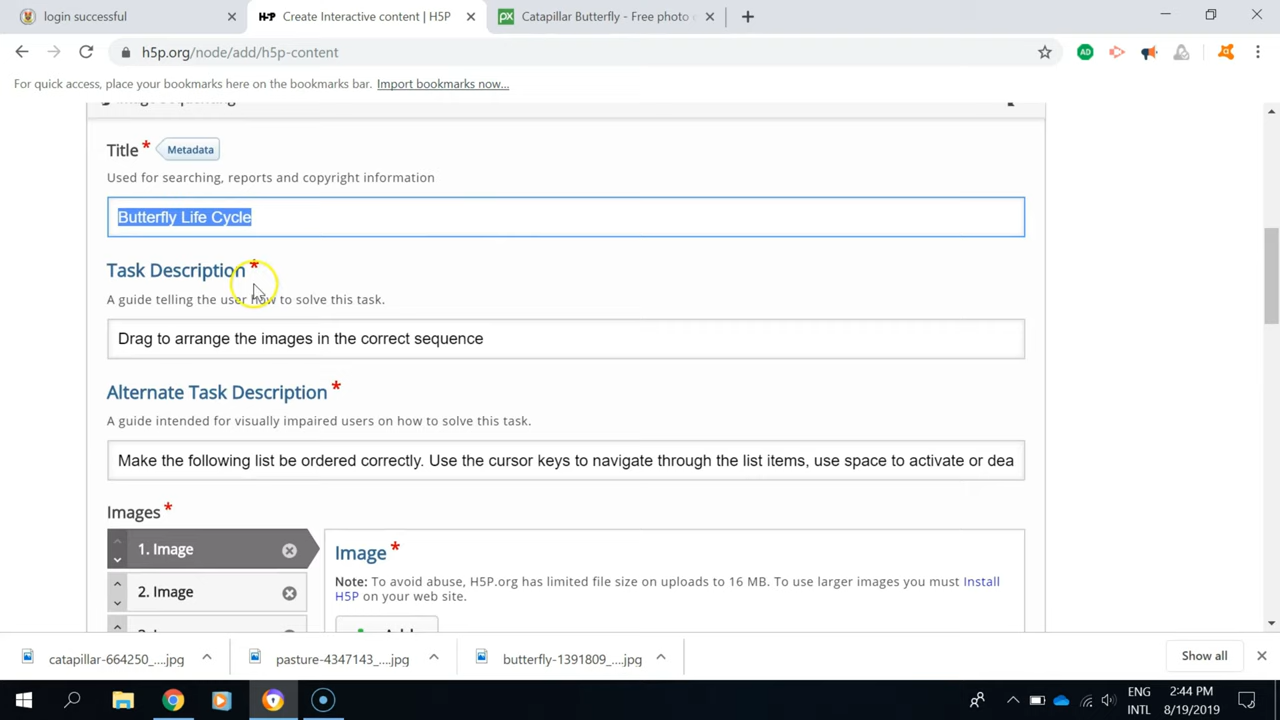 login successful
Create Interactive content | H5P
Catapillar Butterfly - Free photo
h5p.org/node/add/h5p-content
For quick access, place your bookmarks here on the bookmarks bar. Import bookmarks now...
Title * Metadata
Used for searching, reports and copyright information
Butterfly Life Cycle
Task Description *
A guide telling the user how to solve this task.
Drag to arrange the images in the correct sequence
Alternate Task Description *
A guide intended for visually impaired users on how to solve this task.
Make the following list be ordered correctly. Use the cursor keys to navigate through the list items, use space to activate or dea
Images *
1. Image
Image *
Note: To avoid abuse, H5P.org has limited file size on uploads to 16 MB. To use larger images you must Install
H5P on your web site.
2. Image
catapillar-664250_....jpg
pasture-4347143_....jpg
butterfly-1391809_....jpg
Show all
ENG
INTL
2:44 PM
8/19/2019